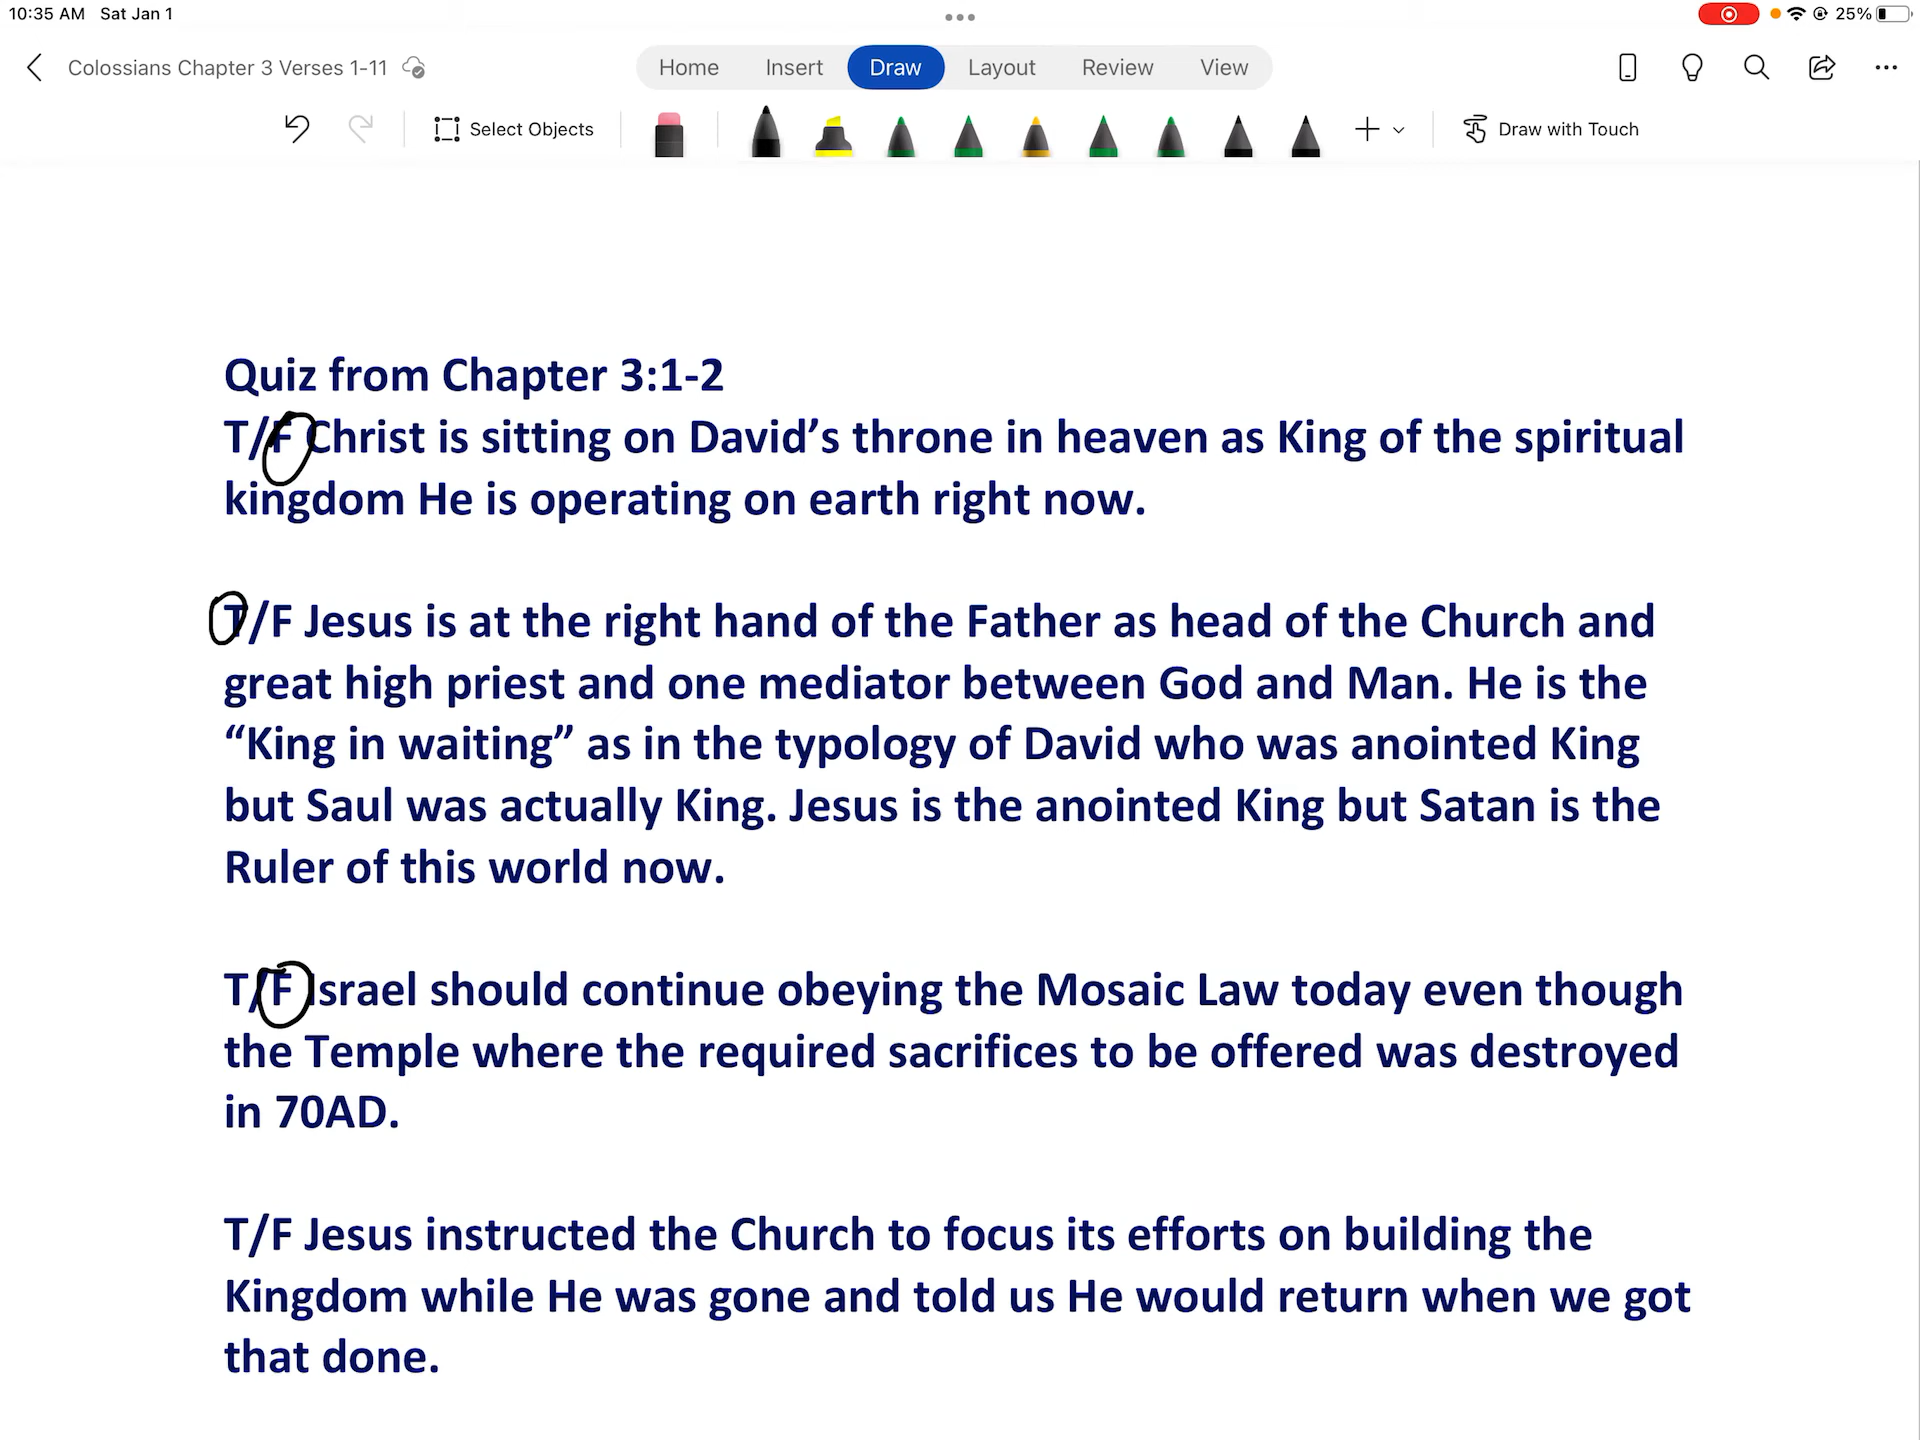 10:35 AM Sat Jan 1 25%
Colossians Chapter 3 Verses 1-11 Home Insert Draw Layout Review View
Select Objects Draw with Touch
Quiz from Chapter 3:1-2
T/F Christ is sitting on David’s throne in heaven as King of the spiritual
kingdom He is operating on earth right now.
T/F Jesus is at the right hand of the Father as head of the Church and
great high priest and one mediator between God and Man. He is the
“King in waiting” as in the typology of David who was anointed King
but Saul was actually King. Jesus is the anointed King but Satan is the
Ruler of this world now.
T/F Israel should continue obeying the Mosaic Law today even though
the Temple where the required sacrifices to be offered was destroyed
in 70AD.
T/F Jesus instructed the Church to focus its efforts on building the
Kingdom while He was gone and told us He would return when we got
that done.